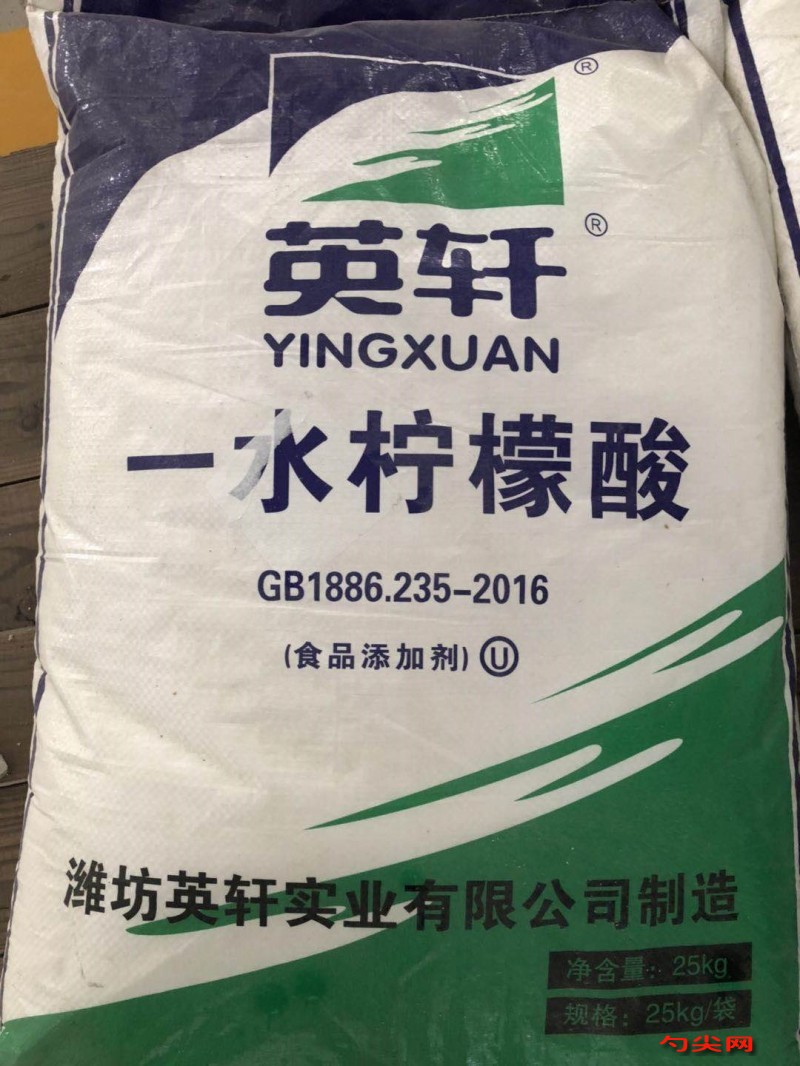 ®
英轩®
YINGXUAN
一水柠檬酸
GB1886.235-2016
(食品添加剂) Ⓤ
潍坊英轩实业有限公司制造
净含量：25kg
规格：25kg/袋
勺尖网